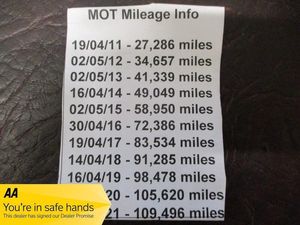 MOT Mileage Info
19/04/11 - 27,286 miles
02/05/12 - 34,657 miles
02/05/13 - 41,339 miles
16/04/14 - 49,049 miles
02/05/15 - 58,950 miles
30/04/16 - 72,386 miles
19/04/17 - 83,534 miles
14/04/18 - 91,285 miles
16/04/19 - 98,478 miles
20 - 105,620 miles
21 - 109,496 miles
AA
You're in safe hands
This dealer has signed our Dealer Promise